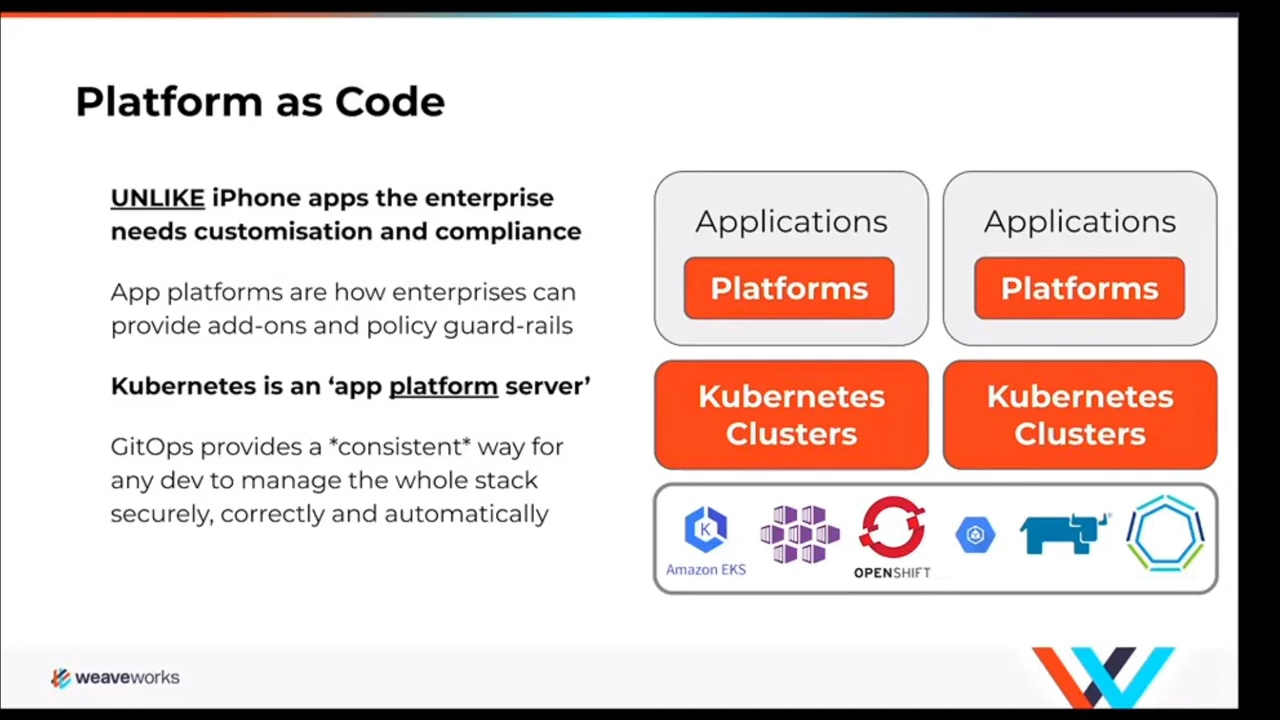 Platform as Code
UNLIKE iPhone apps the enterprise
needs customisation and compliance
App platforms are how enterprises can
provide add-ons and policy guard-rails
Kubernetes is an ‘app platform server’
GitOps provides a *consistent* way for
any dev to manage the whole stack
securely, correctly and automatically
Applications
Platforms
Applications
Platforms
Kubernetes
Clusters
Kubernetes
Clusters
K
Amazon EKS
OPENSHIFT
weaveworks